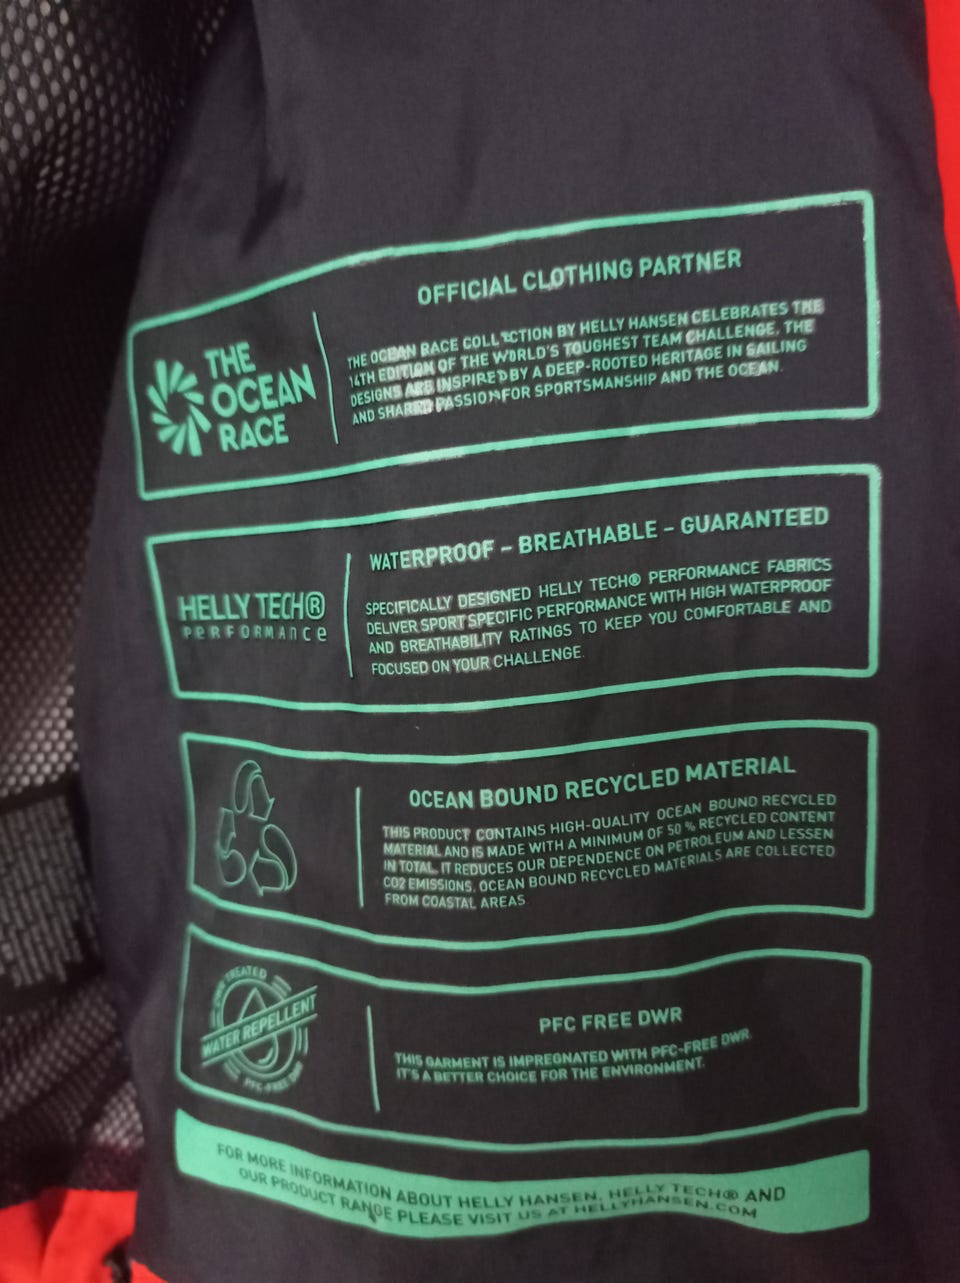 OFFICIAL CLOTHING PARTNER
THE
OCEAN
RACE
THE OCEAN RACE COLLECTION BY HELLY HANSEN CELEBRATES THE
14TH EDITION OF THE WORLD'S TOUGHEST TEAM CHALLENGE. THE
DESIGNS ARE INSPIRED BY A DEEP-ROOTED HERITAGE IN SAILING
AND SHARED PASSION FOR SPORTSMANSHIP AND THE OCEAN.
WATERPROOF – BREATHABLE – GUARANTEED
HELLY TECH®
PERFORMANCE
SPECIFICALLY DESIGNED HELLY TECH® PERFORMANCE FABRICS
DELIVER SPORT SPECIFIC PERFORMANCE WITH HIGH WATERPROOF
AND BREATHABILITY RATINGS TO KEEP YOU COMFORTABLE AND
FOCUSED ON YOUR CHALLENGE.
OCEAN BOUND RECYCLED MATERIAL
THIS PRODUCT CONTAINS HIGH-QUALITY OCEAN BOUND RECYCLED
MATERIAL AND IS MADE WITH A MINIMUM OF 50 % RECYCLED CONTENT
IN TOTAL. IT REDUCES OUR DEPENDENCE ON PETROLEUM AND LESSEN
CO2 EMISSIONS. OCEAN BOUND RECYCLED MATERIALS ARE COLLECTED
FROM COASTAL AREAS
DWR TREATED
WATER REPELLENT
PFC-FREE DWR
PFC FREE DWR
THIS GARMENT IS IMPREGNATED WITH PFC-FREE DWR.
IT'S A BETTER CHOICE FOR THE ENVIRONMENT.
FOR MORE INFORMATION ABOUT HELLY HANSEN, HELLY TECH® AND
OUR PRODUCT RANGE PLEASE VISIT US AT HELLYHANSEN.COM